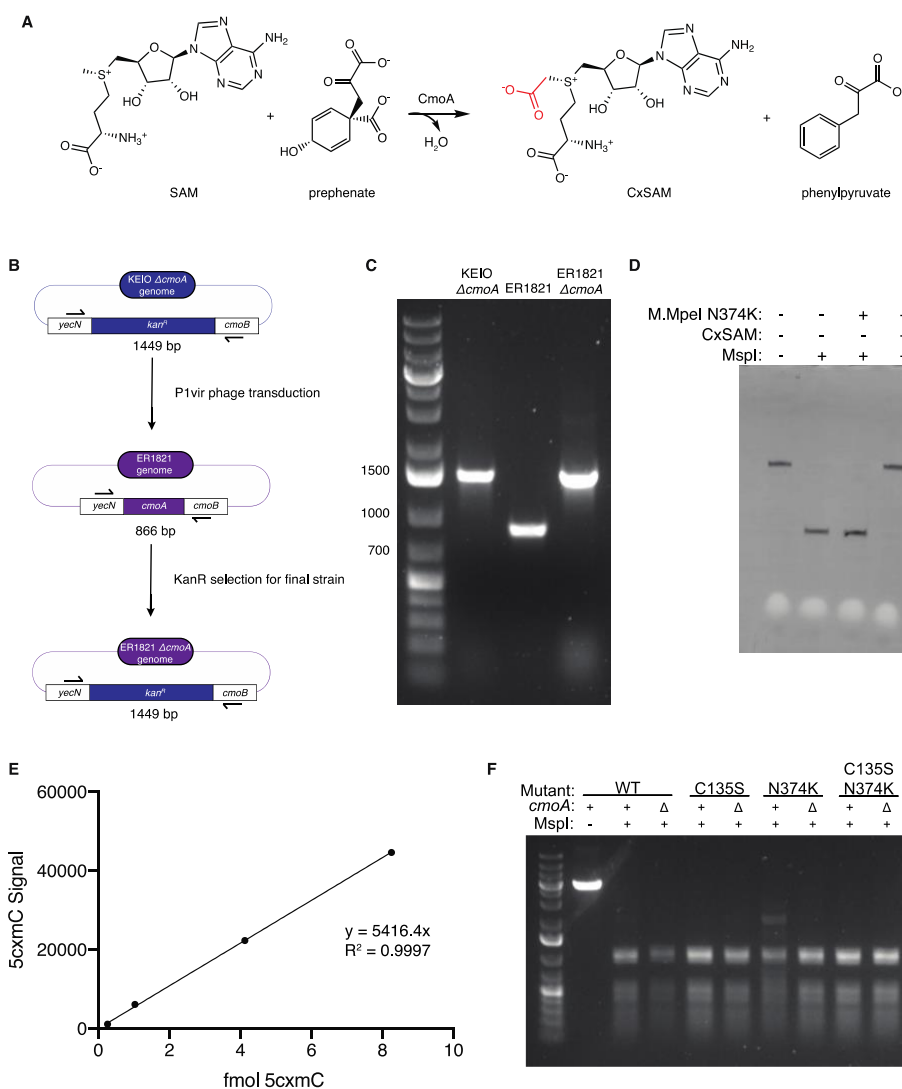 A
NH₂
N
N
N
N
O
S⁺
HO
OH
NH₃⁺
O
O⁻
SAM
+
O
O⁻
O
O⁻
O
HO
prephenate
CmoA
H₂O
NH₂
N
N
N
N
O
O⁻
O
S⁺
HO
OH
NH₃⁺
O
O⁻
CxSAM
+
O
O
phenylpyruvate
B
KEIO ΔcmoA
genome
yecN kanᴿ cmoB
1449 bp
P1vir phage transduction
ER1821
genome
yecN cmoA cmoB
866 bp
KanR selection for final strain
ER1821 ΔcmoA
genome
yecN kanᴿ cmoB
1449 bp
C
KEIO ΔcmoA
ER1821
ER1821 ΔcmoA
1500
1000
700
D
M.MpeI N374K: - - +
CxSAM: - - -
MspI: - + +
E
5cxmC Signal
60000
40000
20000
0
y = 5416.4x
R² = 0.9997
0 2 4 6 8 10
fmol 5cxmC
F
Mutant: WT C135S N374K C135S N374K
cmoA: + + Δ + Δ + Δ + Δ
MspI: - + + + + + + + +